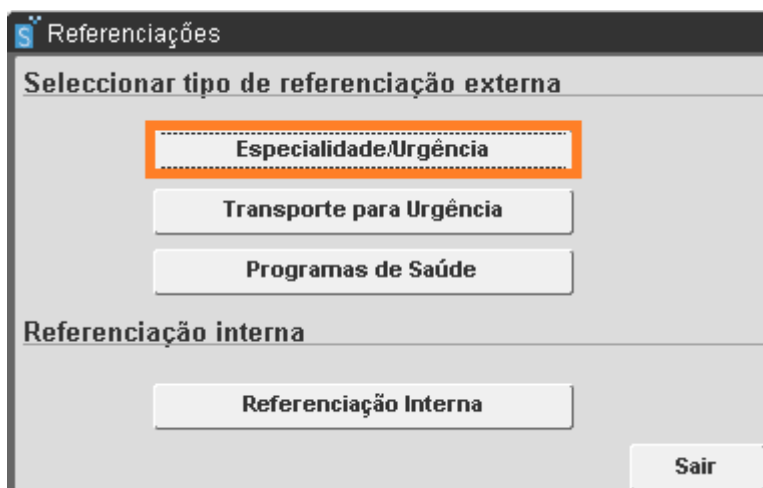 S Referenciações
Seleccionar tipo de referenciação externa
Especialidade/Urgência
Transporte para Urgência
Programas de Saúde
Referenciação interna
Referenciação Interna
Sair